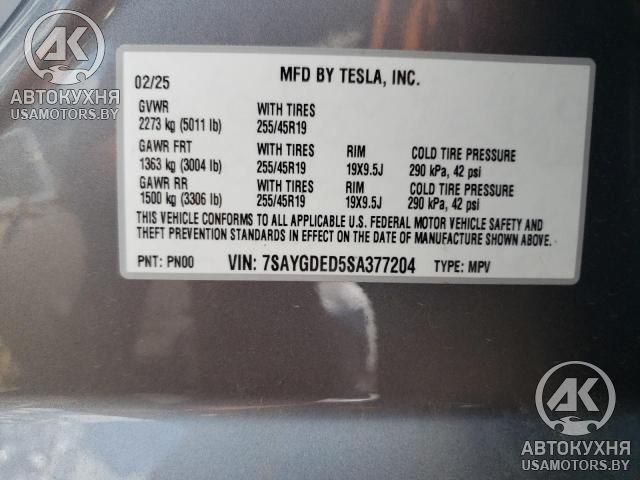 AK
АВТОКУХНЯ
USAMOTORS.BY
02/25 MFD BY TESLA, INC.
GVWR WITH TIRES
2273 kg (5011 lb) 255/45R19
GAWR FRT WITH TIRES RIM COLD TIRE PRESSURE
1363 kg (3004 lb) 255/45R19 19X9.5J 290 kPa, 42 psi
GAWR RR WITH TIRES RIM COLD TIRE PRESSURE
1500 kg (3306 lb) 255/45R19 19X9.5J 290 kPa, 42 psi
THIS VEHICLE CONFORMS TO ALL APPLICABLE U.S. FEDERAL MOTOR VEHICLE SAFETY AND
THEFT PREVENTION STANDARDS IN EFFECT ON THE DATE OF MANUFACTURE SHOWN ABOVE.
PNT: PN00 VIN: 7SAYGDED5SA377204 TYPE: MPV
AK
АВТОКУХНЯ
USAMOTORS.BY